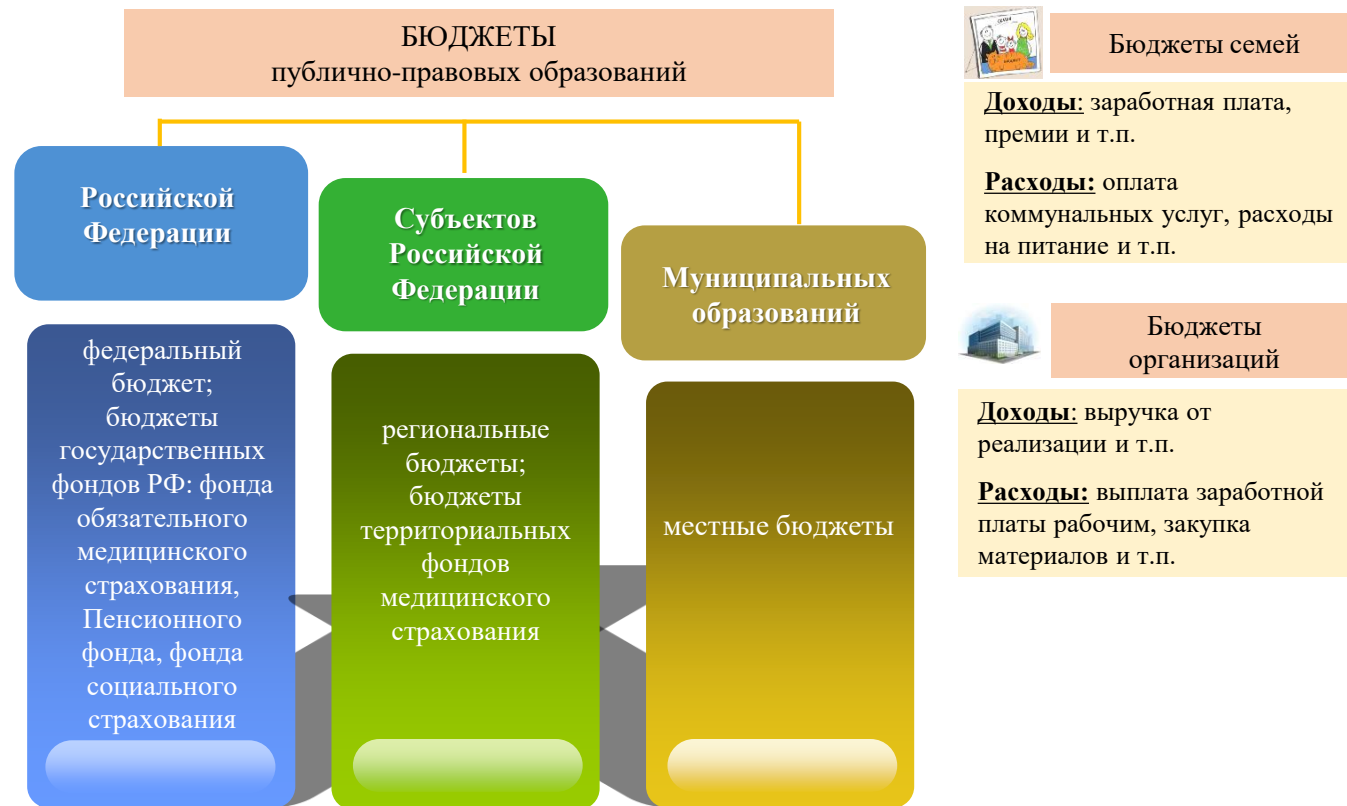 БЮДЖЕТЫ
публично-правовых образований
Российской
Федерации
Субъектов
Российской
Федерации
Муниципальных
образований
федеральный
бюджет;
бюджеты
государственных
фондов РФ: фонда
обязательного
медицинского
страхования,
Пенсионного
фонда, фонда
социального
страхования
региональные
бюджеты;
бюджеты
территориальных
фондов
медицинского
страхования
местные бюджеты
Бюджеты семей
Доходы: заработная плата,
премии и т.п.
Расходы: оплата
коммунальных услуг, расходы
на питание и т.п.
Бюджеты
организаций
Доходы: выручка от
реализации и т.п.
Расходы: выплата заработной
платы рабочим, закупка
материалов и т.п.